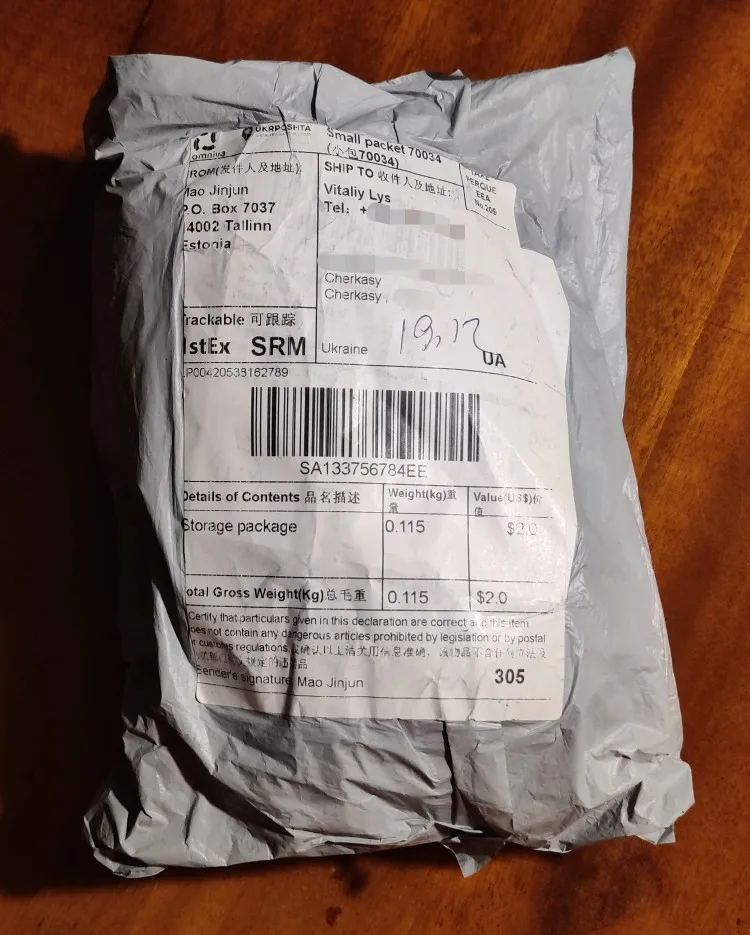 omniva
UKRPOSHTA
Small packet 70034
(小包70034)
TAXE
PERQUE
EEA
No.206
ROM(发件人及地址):
Mao Jinjun
P.O. Box 7037
14002 Tallinn
Estonia
SHIP TO 收件人及地址:
Vitaliy Lys
Tel: +
Cherkasy
Cherkasy ,
Ukraine
19.12
UA
Trackable 可跟踪
1stEx SRM
LP00420538162789
SA133756784EE
Details of Contents 品名描述
Weight(kg)重量
Value(US$)价值
Storage package
0.115
$2.0
Total Gross Weight(Kg)总毛重
0.115
$2.0
Certify that particulars given in this declaration are correct and this item
does not contain any dangerous articles prohibited by legislation or by postal
or customs regulations
Sender's signature Mao Jinjun
305